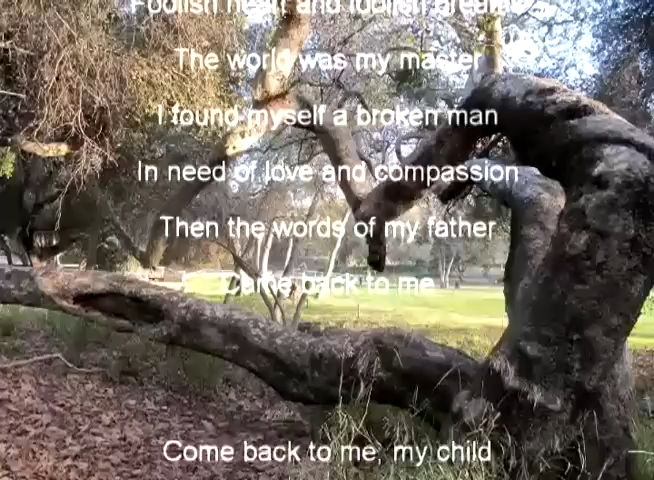 Foolish heart and foolish dreams
The world was my master
I found myself a broken man
In need of love and compassion
Then the words of my father
Come back to me
Come back to me, my child